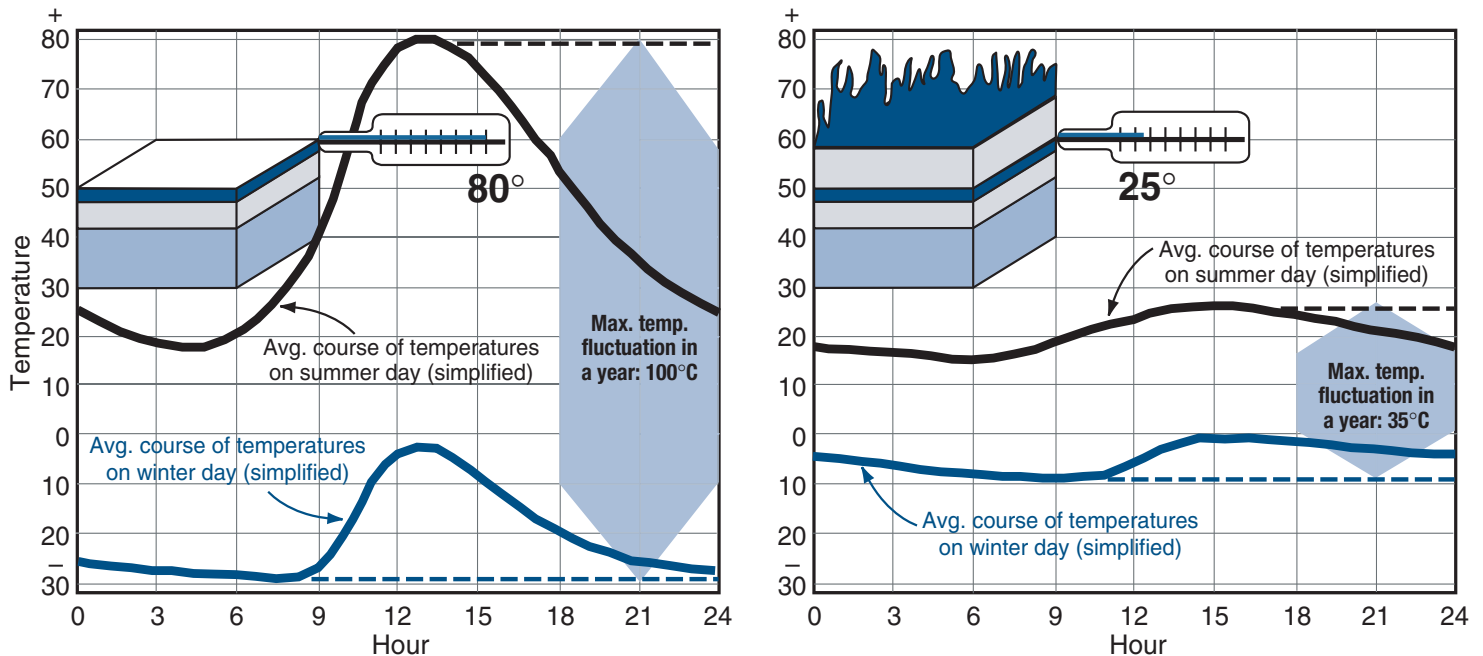 +
80
70
60
50
40
30
20
10
0
10
20
–
30
Temperature
80°
Avg. course of temperatures
on summer day (simplified)
Max. temp.
fluctuation in
a year: 100°C
Avg. course of temperatures
on winter day (simplified)
0 3 6 9 12 15 18 21 24
Hour
+
80
70
60
50
40
30
20
10
0
10
20
–
30
25°
Avg. course of temperatures
on summer day (simplified)
Max. temp.
fluctuation in
a year: 35°C
Avg. course of temperatures
on winter day (simplified)
0 3 6 9 12 15 18 21 24
Hour